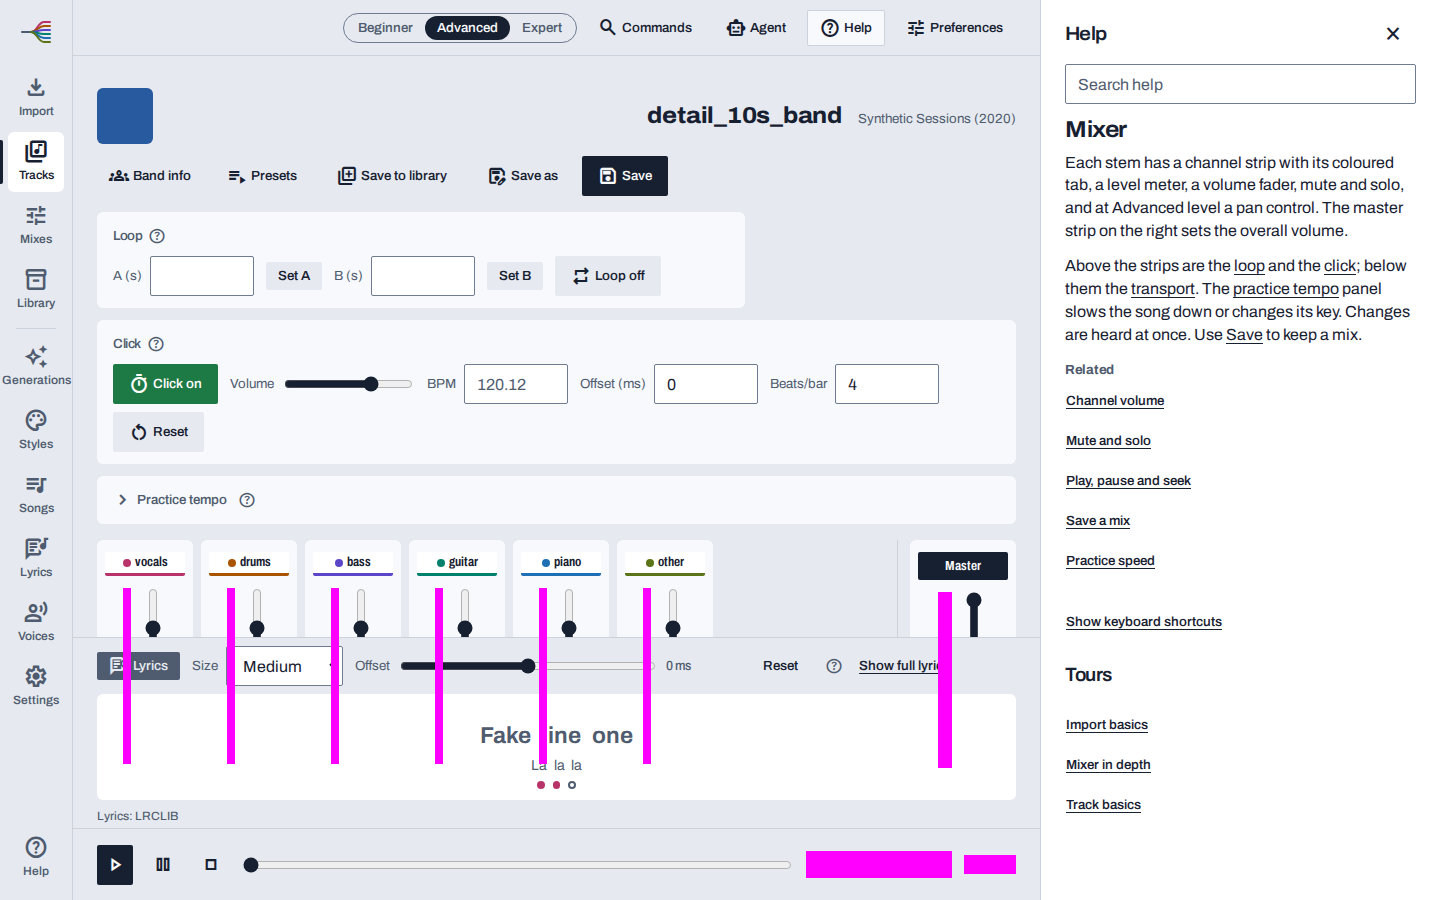 Beginner Advanced Expert Commands Agent Help Preferences
Import
Tracks
Mixes
Library
Generations
Styles
Songs
Lyrics
Voices
Settings
Help
detail_10s_band Synthetic Sessions (2020)
Band info Presets Save to library Save as Save
Loop
A (s) Set A B (s) Set B Loop off
Click
Click on Volume BPM 120.12 Offset (ms) 0 Beats/bar 4
Reset
Practice tempo
vocals drums bass guitar piano other Master
Lyrics Size Medium Offset 0 ms Reset Show full
Fake one
La la la
Lyrics: LRCLIB
Help
Search help
Mixer
Each stem has a channel strip with its coloured
tab, a level meter, a volume fader, mute and solo,
and at Advanced level a pan control. The master
strip on the right sets the overall volume.
Above the strips are the loop and the click; below
them the transport. The practice tempo panel
slows the song down or changes its key. Changes
are heard at once. Use Save to keep a mix.
Related
Channel volume
Mute and solo
Play, pause and seek
Save a mix
Practice speed
Show keyboard shortcuts
Tours
Import basics
Mixer in depth
Track basics